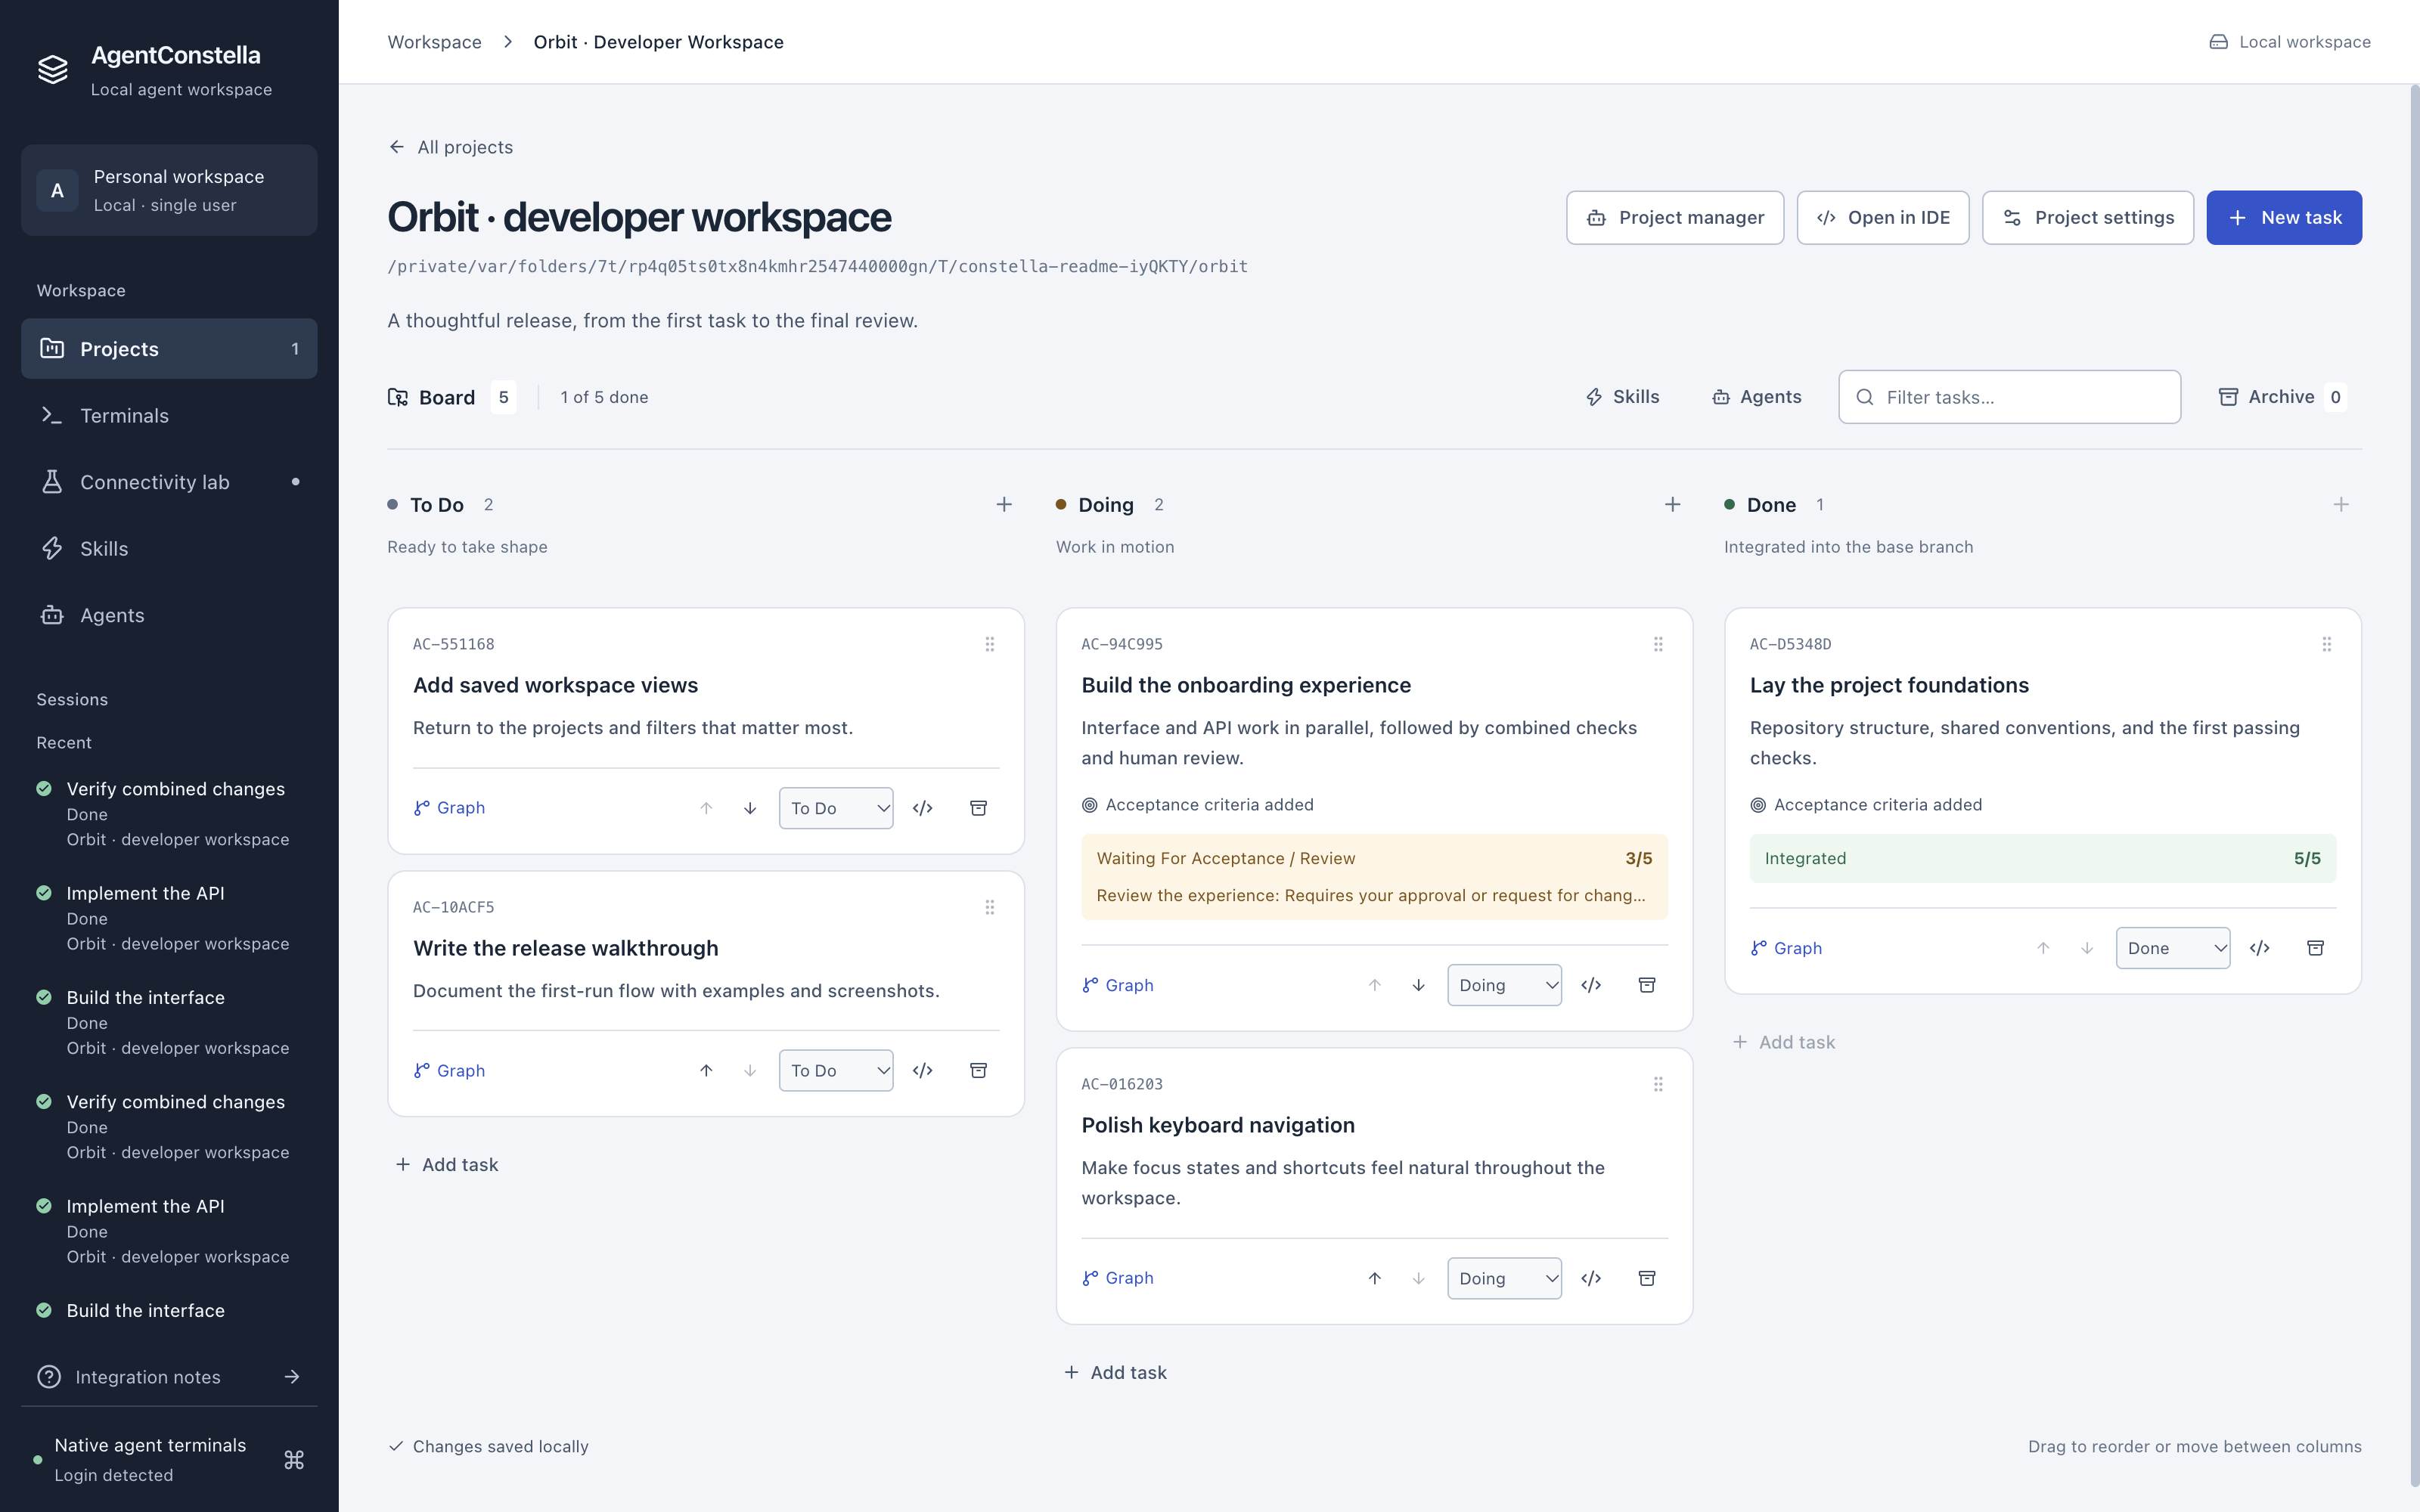 AgentConstella
Local agent workspace
A
Personal workspace
Local · single user
Workspace
Projects 1
Terminals
Connectivity lab
Skills
Agents
Sessions
Recent
Verify combined changes
Done
Orbit · developer workspace
Implement the API
Done
Orbit · developer workspace
Build the interface
Done
Orbit · developer workspace
Verify combined changes
Done
Orbit · developer workspace
Implement the API
Done
Orbit · developer workspace
Build the interface
Integration notes
Native agent terminals
Login detected
Workspace Orbit · Developer Workspace
Local workspace
All projects
Orbit · developer workspace
Project manager
Open in IDE
Project settings
New task
/private/var/folders/7t/rp4q05ts0tx8n4kmhr2547440000gn/T/constella-readme-iyQKTY/orbit
A thoughtful release, from the first task to the final review.
Board 5 1 of 5 done
Skills
Agents
Filter tasks...
Archive 0
To Do 2
Ready to take shape
AC-551168
Add saved workspace views
Return to the projects and filters that matter most.
Graph
To Do
AC-10ACF5
Write the release walkthrough
Document the first-run flow with examples and screenshots.
Graph
To Do
Add task
Doing 2
Work in motion
AC-94C995
Build the onboarding experience
Interface and API work in parallel, followed by combined checks
and human review.
Acceptance criteria added
Waiting For Acceptance / Review 3/5
Review the experience: Requires your approval or request for chang...
Graph
Doing
AC-016203
Polish keyboard navigation
Make focus states and shortcuts feel natural throughout the
workspace.
Graph
Doing
Add task
Done 1
Integrated into the base branch
AC-D5348D
Lay the project foundations
Repository structure, shared conventions, and the first passing
checks.
Acceptance criteria added
Integrated 5/5
Graph
Done
Add task
Changes saved locally
Drag to reorder or move between columns